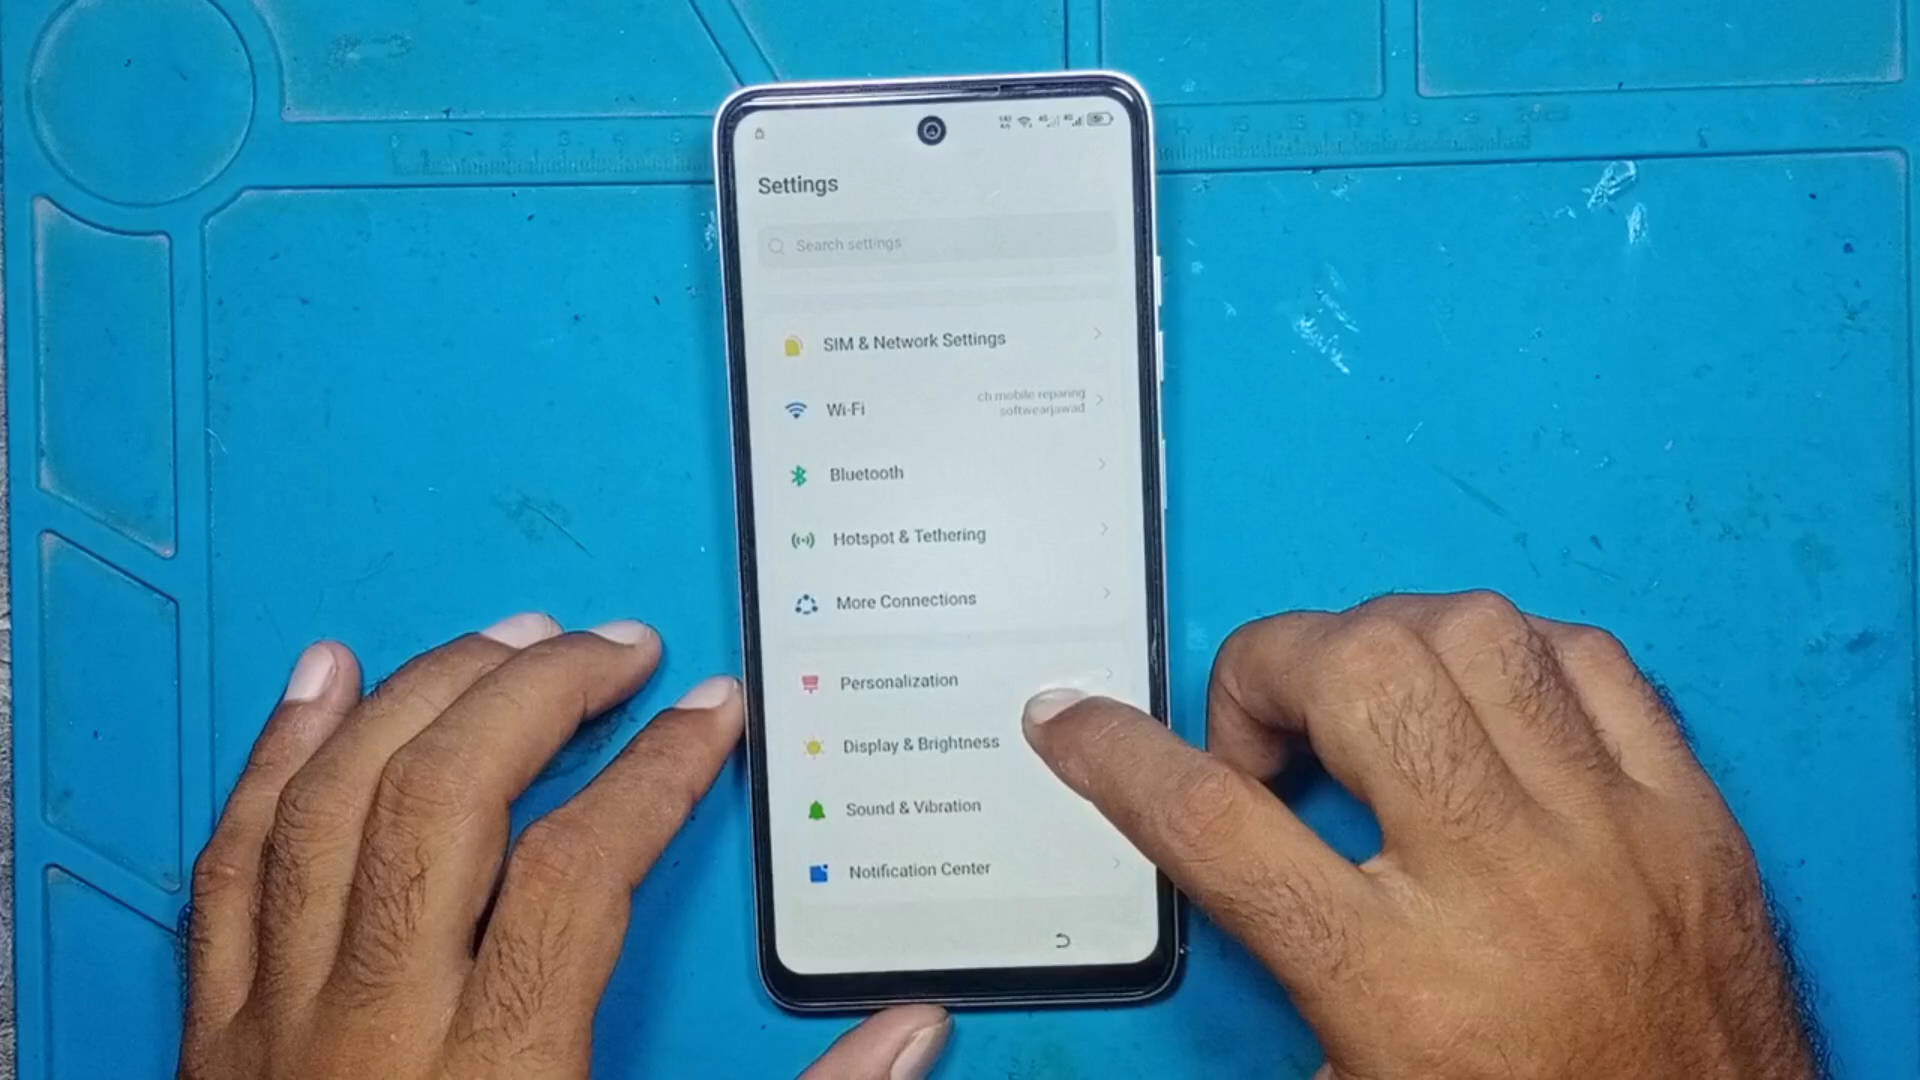 Settings
Search settings
SIM & Network Settings
Wi-Fi
ch mobile reparing
softwearjawad
Bluetooth
Hotspot & Tethering
More Connections
Personalization
Display & Brightness
Sound & Vibration
Notification Center